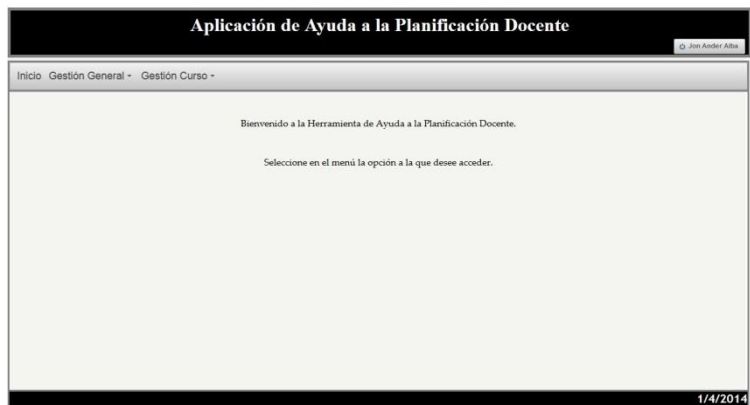 Aplicación de Ayuda a la Planificación Docente
Jon Ander Alba
Inicio Gestión General Gestión Curso
Bienvenido a la Herramienta de Ayuda a la Planificación Docente.
Seleccione en el menú la opción a la que desee acceder.
1/4/2014